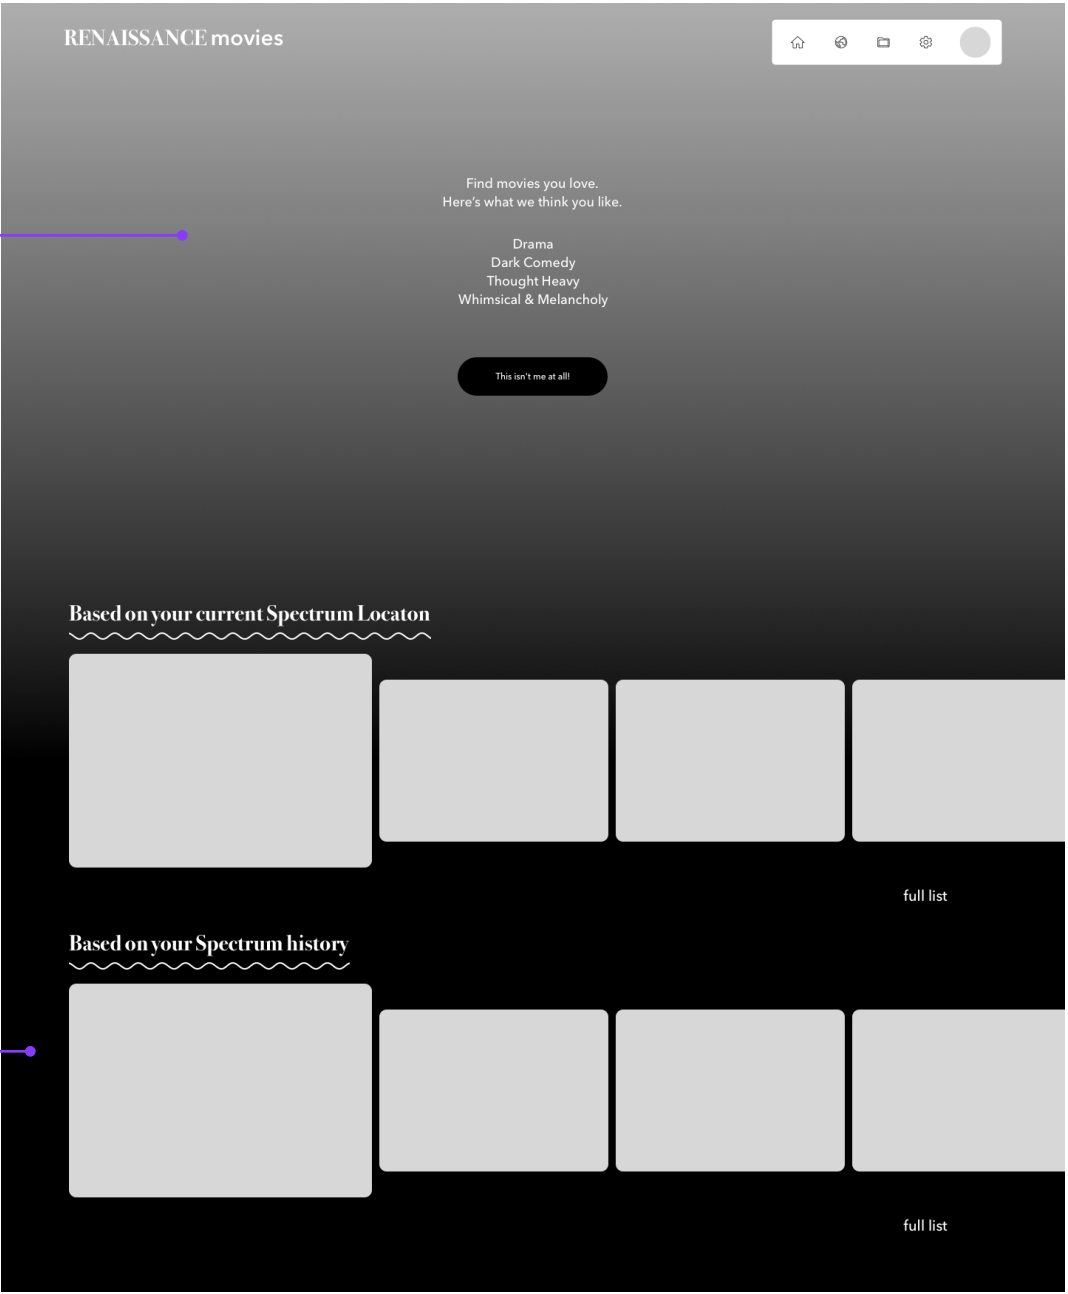 RENAISSANCE movies
Find movies you love.
Here's what we think you like.
Drama
Dark Comedy
Thought Heavy
Whimsical & Melancholy
This isn't me at all!
Based on your current Spectrum Locaton
full list
Based on your Spectrum history
full list